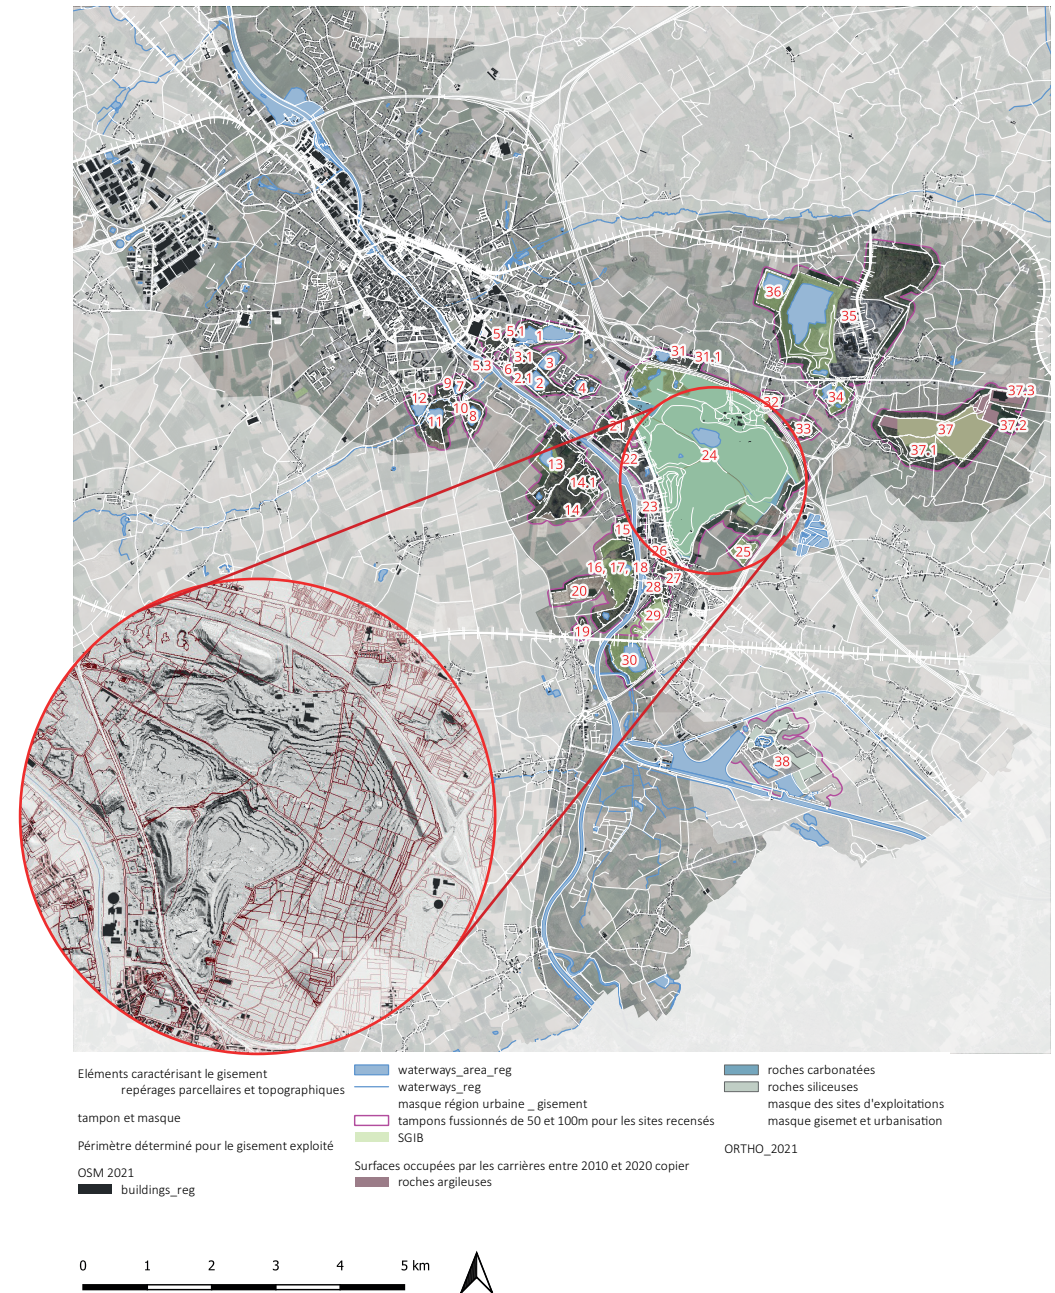 36
35
5
5.1
1
31
31.1
3.1
5.3
6
3
2.1
2
4
9
7
12
10
8
11
34
32
33
37.3
37
37.2
37.1
21
22
24
13
14.1
14
23
15
26
25
16,
17,
18
27
28
20
29
19
30
38
Eléments caractérisant le gisement
repérages parcellaires et topographiques
tampon et masque
Périmètre déterminé pour le gisement exploité
OSM 2021
buildings_reg
waterways_area_reg
waterways_reg
masque région urbaine _ gisement
tampons fusionnés de 50 et 100m pour les sites recensés
SGIB
Surfaces occupées par les carrières entre 2010 et 2020 copier
roches argileuses
roches carbonatées
roches siliceuses
masque des sites d'exploitations
masque gisemet et urbanisation
ORTHO_2021
0 1 2 3 4 5 km